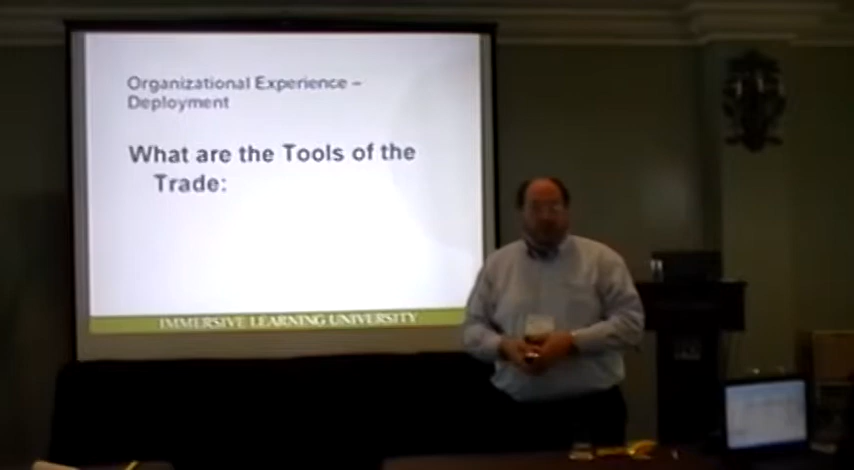 Organizational Experience –
Deployment
What are the Tools of the
Trade:
IMMERSIVE LEARNING UNIVERSITY